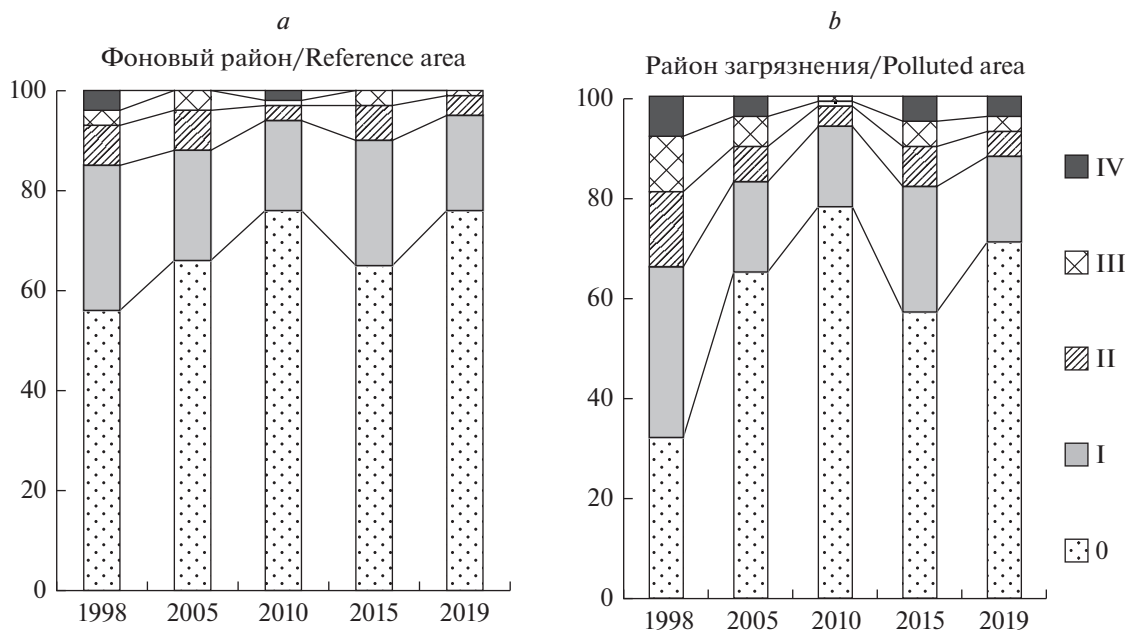 a
Фоновый район/Reference area
100
80
60
40
20
0
1998 2005 2010 2015 2019
b
Район загрязнения/Polluted area
100
80
60
40
20
0
1998 2005 2010 2015 2019
IV
III
II
I
0